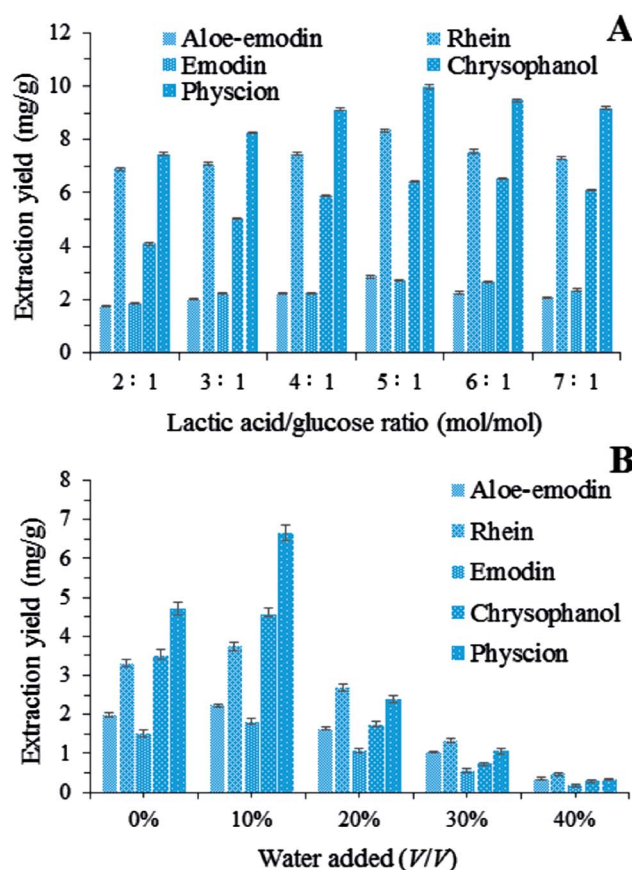 A
Aloe-emodin Rhein
Emodin Chrysophanol
Physcion
Extraction yield (mg/g)
12
10
8
6
4
2
0
2∶1 3∶1 4∶1 5∶1 6∶1 7∶1
Lactic acid/glucose ratio (mol/mol)
B
Aloe-emodin
Rhein
Emodin
Chrysophanol
Physcion
Extraction yield (mg/g)
8
7
6
5
4
3
2
1
0
0% 10% 20% 30% 40%
Water added (V/V)